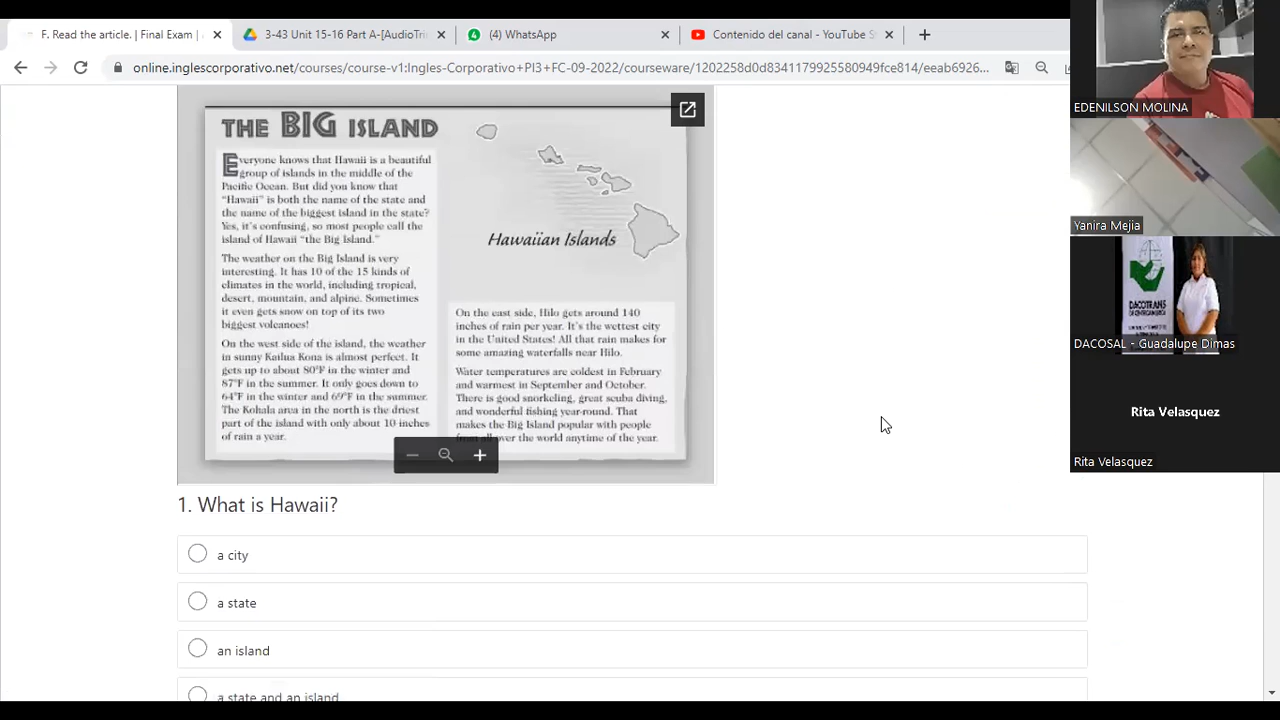 F. Read the article. | Final Exam |
3-43 Unit 15-16 Part A-[AudioTri
(4) WhatsApp
Contenido del canal - YouTube S
online.inglescorporativo.net/courses/course-v1:Ingles-Corporativo+PI3+FC-09-2022/courseware/1202258d0d8341179925580949fce814/eeab6926...
THE BIG ISLAND
Everyone knows that Hawaii is a beautiful
group of islands in the middle of the
Pacific Ocean. But did you know that
"Hawaii" is both the name of the state and
the name of the biggest island in the state?
Yes, it's confusing, so most people call the
island of Hawaii "the Big Island."
The weather on the Big Island is very
interesting. It has 10 of the 15 kinds of
climates in the world, including tropical,
desert, mountain, and alpine. Sometimes
it even gets snow on top of its two
biggest volcanoes!
On the west side of the island, the weather
in sunny Kailua Kona is almost perfect. It
gets up to about 80°F in the winter and
87°F in the summer. It only goes down to
64°F in the winter and 69°F in the summer.
The Kohala area in the north is the driest
part of the island with only about 10 inches
of rain a year.
Hawaiian Islands
On the east side, Hilo gets around 140
inches of rain per year. It's the wettest city
in the United States! All that rain makes for
some amazing waterfalls near Hilo.
Water temperatures are coldest in February
and warmest in September and October.
There is good snorkeling, great scuba diving,
and wonderful fishing year-round. That
makes the Big Island popular with people
from all over the world anytime of the year.
1. What is Hawaii?
a city
a state
an island
a state and an island
EDENILSON MOLINA
Yanira Mejia
DACOTRANS
DE CENTROAMERICA
DACOSAL - Guadalupe Dimas
Rita Velasquez
Rita Velasquez